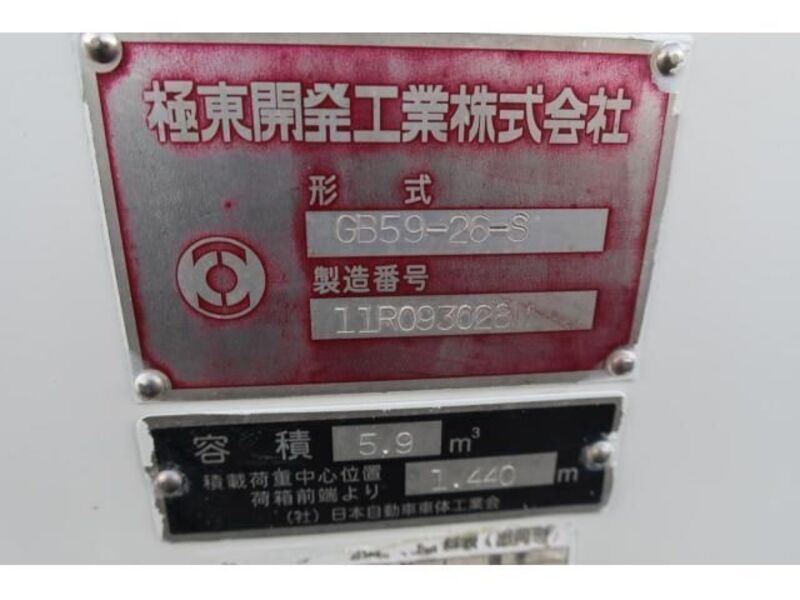 極東開発工業株式会社
形 式
GB59-26-S
製造番号
容 積 5.9 m³
積載荷重中心位置
荷箱前端より 1.440 m
(社)日本自動車車体工業会